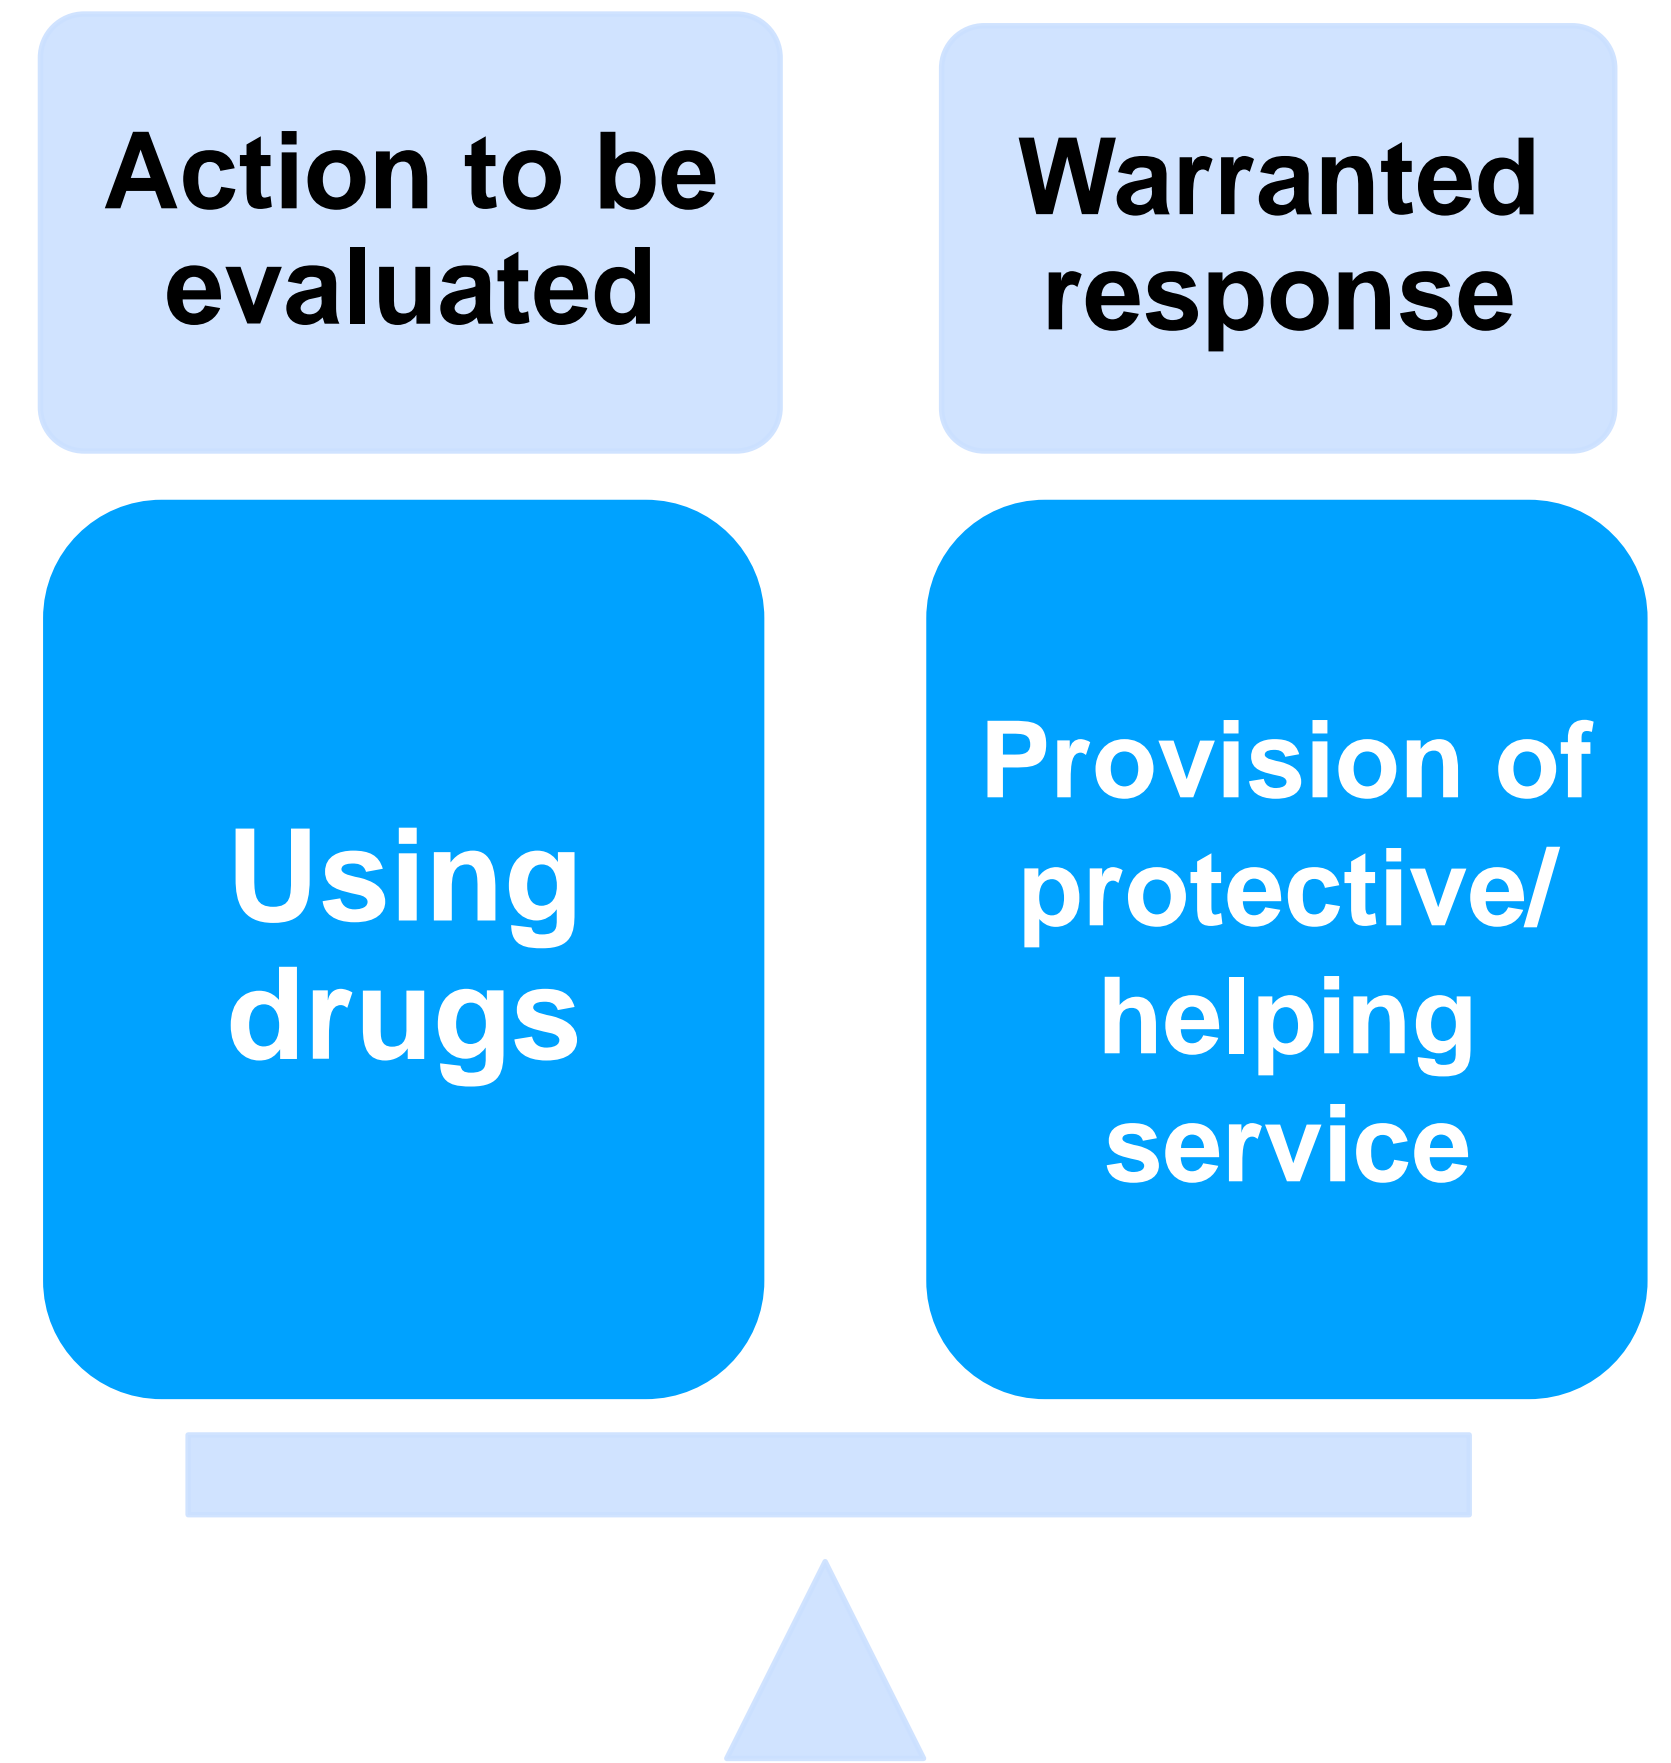 Action to be
evaluated
Warranted
response
Using
drugs
Provision of
protective/
helping
service